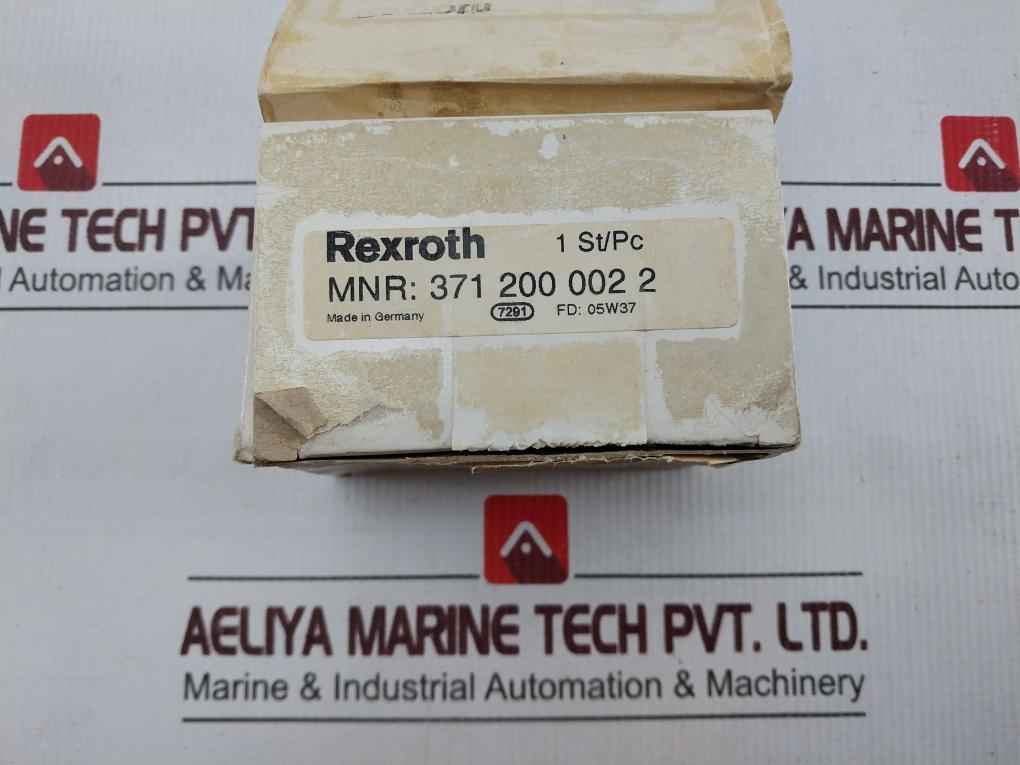 Rexroth 1 St/Pc
MNR: 371 200 002 2
Made in Germany 7291 FD: 05W37
NE TECH PVT
Automation & Ma
YA MARINE T
& Industrial Auto
AELIYA MARINE TECH PVT. LTD.
Marine & Industrial Automation & Machinery